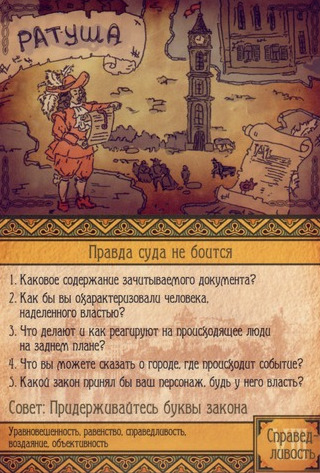 РАТУША
Правда суда не боится
1. Каковое содержание зачитываемого документа?
2. Как бы вы охарактеризовали человека,
наделенного властью?
3. Что делают и как реагируют на происходящее люди
на заднем плане?
4. Что вы можете сказать о городе, где происходит событие?
5. Какой закон принял бы ваш персонаж, будь у него власть?
Совет: Придерживайтесь буквы закона
Уравновешенность, равенство, справедливость,
воздаяние, объективность
Справед-
ливость